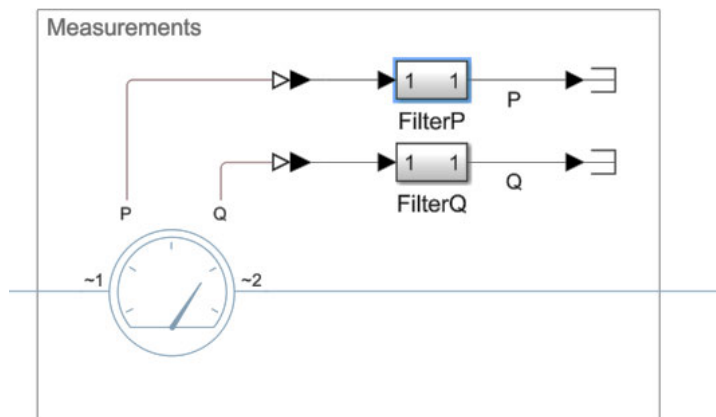 Measurements
1 1
P
FilterP
1 1
Q
FilterQ
P Q
~1 ~2